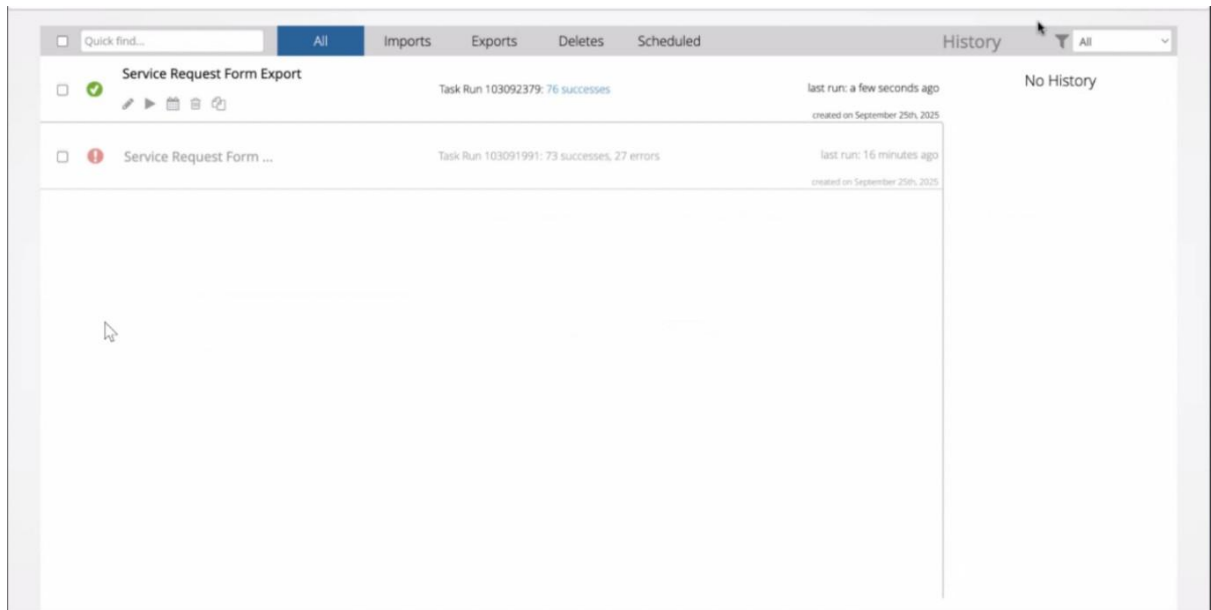 Quick find...
All
Imports
Exports
Deletes
Scheduled
History
All
Service Request Form Export
Task Run 103092379: 76 successes
last run: a few seconds ago
created on September 25th, 2025
No History
Service Request Form ...
Task Run 103091991: 73 successes, 27 errors
last run: 16 minutes ago
created on September 25th, 2025